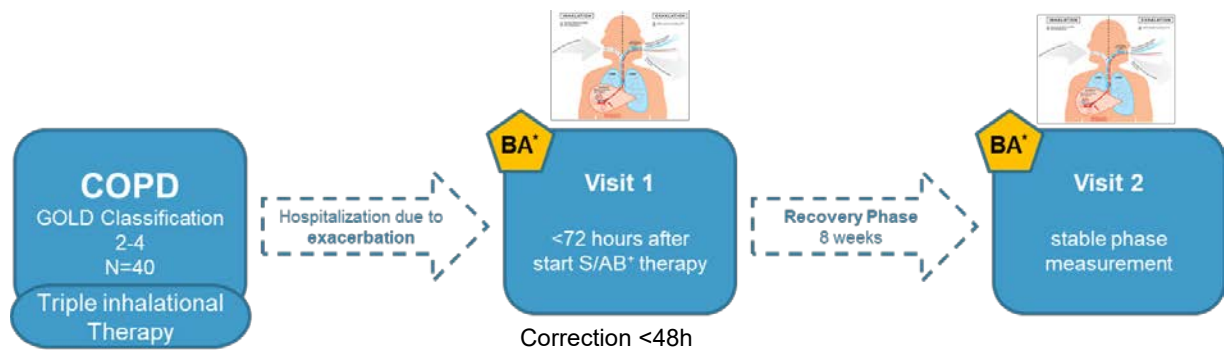 INHALATION
EXHALATION
INHALATION
EXHALATION
BA*
BA*
COPD
GOLD Classification
2-4
N=40
Triple inhalational
Therapy
Hospitalization due to
exacerbation
Visit 1
<72 hours after
start S/AB⁺ therapy
Correction <48h
Recovery Phase
8 weeks
Visit 2
stable phase
measurement